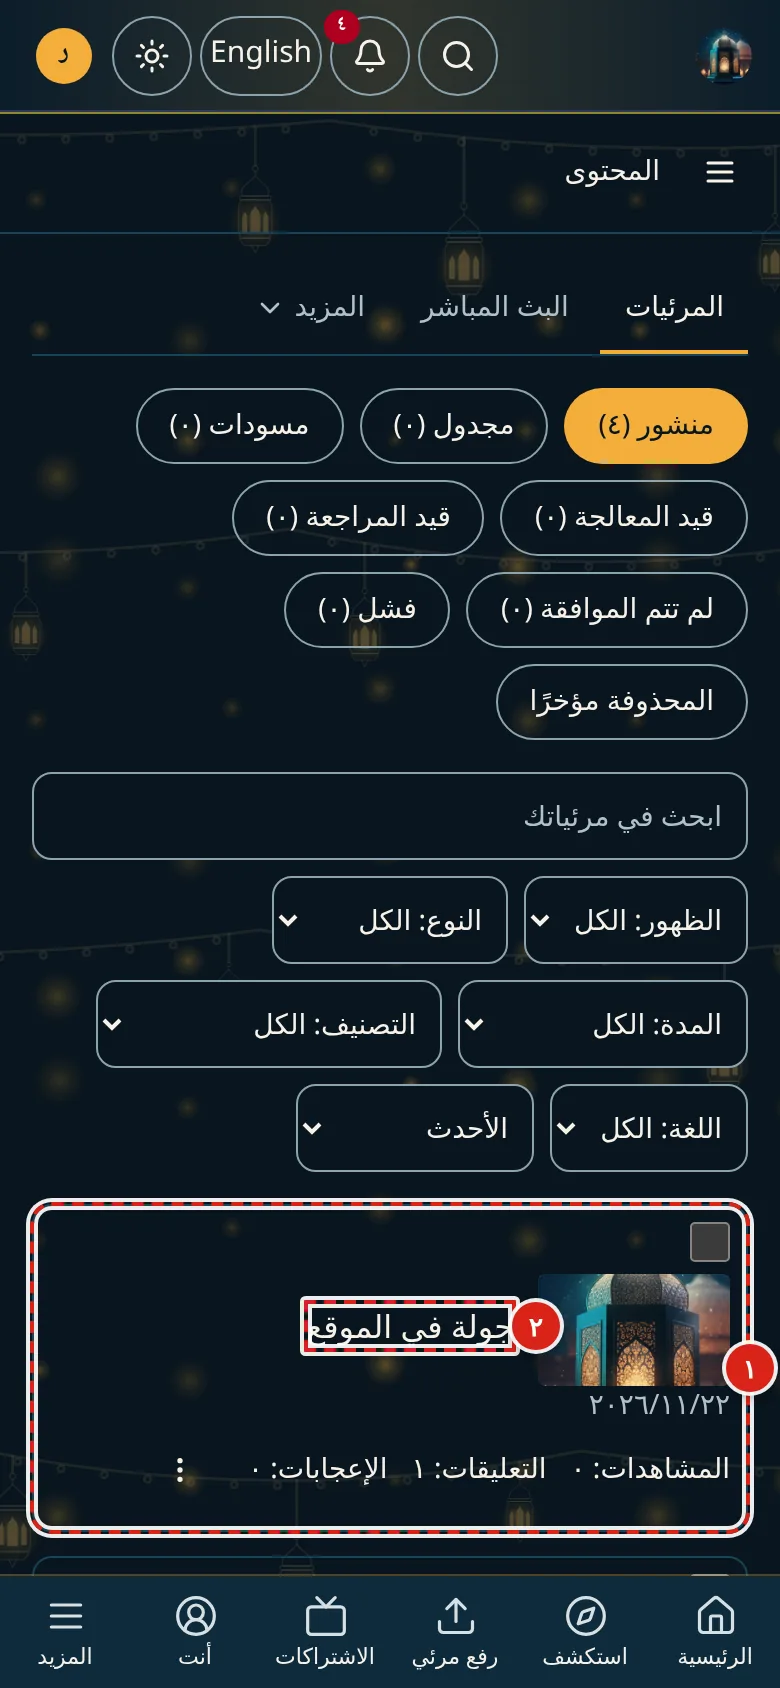 ر
English
٤
المحتوى
المرئيات
البث المباشر
المزيد
منشور (٤)
مجدول (٠)
مسودات (٠)
قيد المعالجة (٠)
قيد المراجعة (٠)
لم تتم الموافقة (٠)
فشل (٠)
المحذوفة مؤخرًا
ابحث في مرئياتك
الظهور: الكل
النوع: الكل
المدة: الكل
التصنيف: الكل
اللغة: الكل
الأحدث
جولة في الموقع
٢
١
٢٠٢٦/١١/٢٢
المشاهدات: ٠
التعليقات: ١
الإعجابات: ٠
الرئيسية
استكشف
رفع مرئي
الاشتراكات
أنت
المزيد